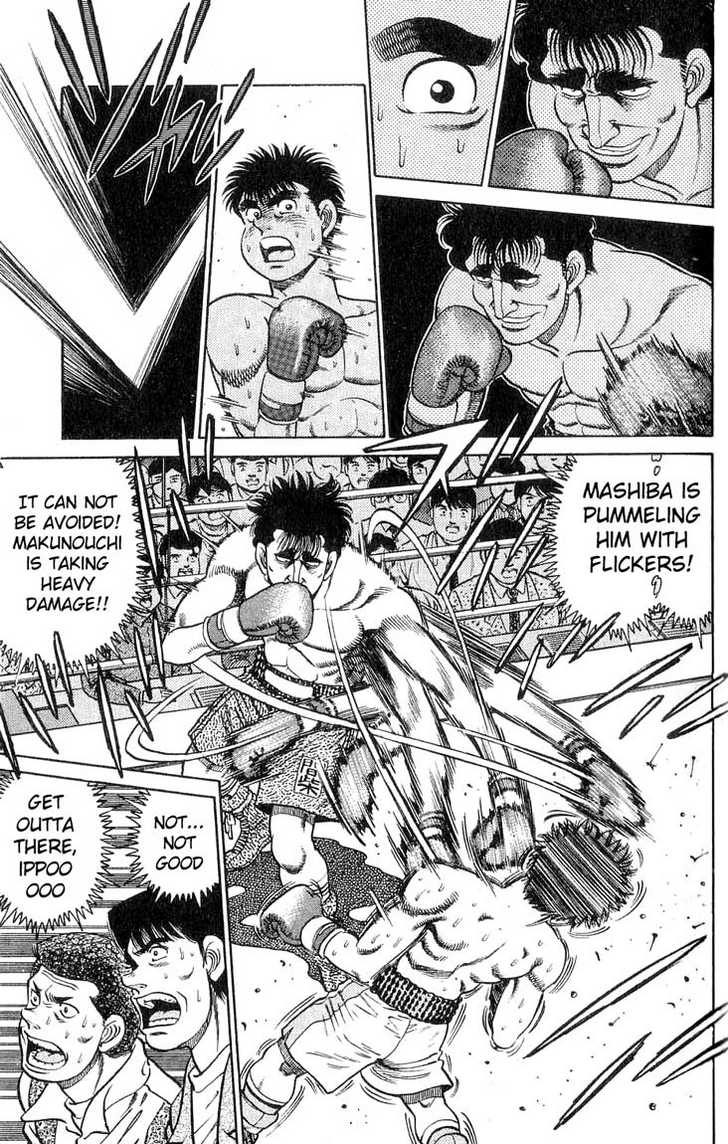 MASHIBA IS
PUMMELING
HIM WITH
FLICKERS!
IT CAN NOT
BE AVOIDED!
MAKUNOUCHI
IS TAKING
HEAVY
DAMAGE!!
NOT...
NOT
GOOD
GET
OUTTA
THERE,
IPPOO
OOO